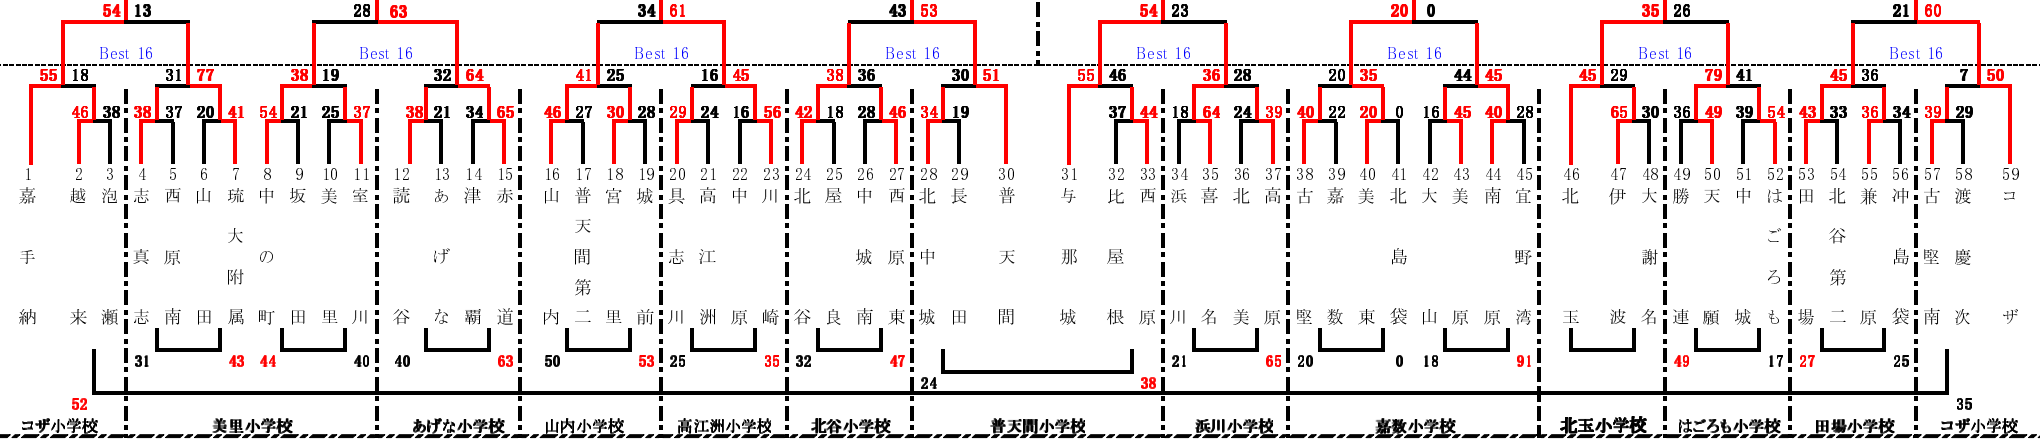 54 13 28 63 34 61 43 53 54 23 20 0 35 26 21 60
Best 16 Best 16 Best 16 Best 16 Best 16 Best 16 Best 16 Best 16
55 18 31 77 38 19 32 64 41 25 16 45 38 36 30 51 55 46 36 28 20 35 44 45 45 29 79 41 45 36 7 50
46 38 38 37 20 41 54 21 25 37 38 21 34 65 46 27 30 28 29 24 16 56 42 18 28 46 34 19 37 44 18 64 24 39 40 22 20 0 16 45 40 28 65 30 36 49 39 54 43 33 36 34 39 29
1 2 3 4 5 6 7 8 9 10 11 12 13 14 15 16 17 18 19 20 21 22 23 24 25 26 27 28 29 30 31 32 33 34 35 36 37 38 39 40 41 42 43 44 45 46 47 48 49 50 51 52 53 54 55 56 57 58 59
嘉手納
越来
泡瀬
志真志
西原南
山田
琉大附属
中の町
坂田
美里
室川
読谷
あげな
津覇
赤道
山内
普天間第二
宮里
城前
具志川
高江洲
中原
川崎
北谷
屋良
中城南
西原東
北中城
長田
普天間
与那城
比屋根
西原
浜川
喜名
北美
高原
古堅
嘉数
美東
北島袋
大山
美原
南原
宜野湾
北玉
伊波
大謝名
勝連
天願
中城
はごろも
田場
北谷第二
兼原
沖島袋
古堅南
渡慶次
コザ
31 43 44 40 40 63 50 53 25 35 32 47 21 65 20 0 18 91 49 17 27 25
24 38
52 35
コザ小学校 美里小学校 あげな小学校 山内小学校 高江洲小学校 北谷小学校 普天間小学校 浜川小学校 嘉数小学校 北玉小学校 はごろも小学校 田場小学校 コザ小学校